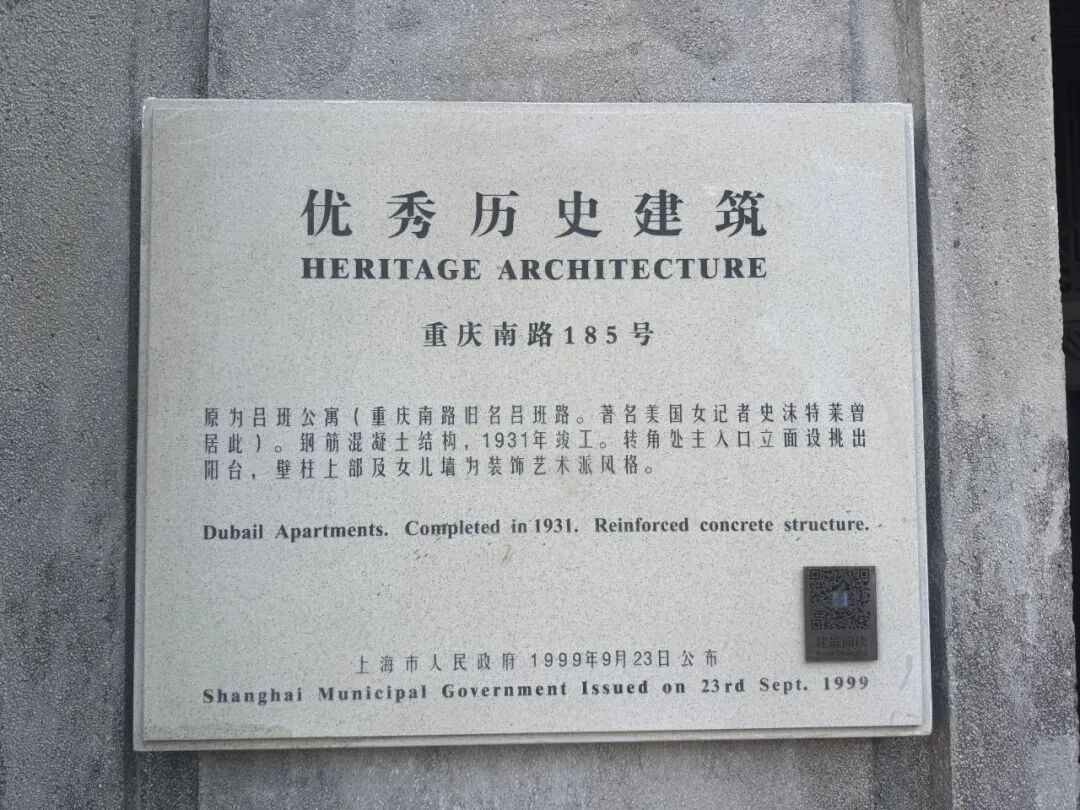 优秀历史建筑
HERITAGE ARCHITECTURE
重庆南路185号
原为吕班公寓(重庆南路旧名吕班路。著名美国女记者史沫特莱曾
居此)。钢筋混凝土结构,1931年竣工。转角处主入口立面设挑出
阳台,壁柱上部及女儿墙为装饰艺术派风格。
Dubail Apartments. Completed in 1931. Reinforced concrete structure.
建筑阅读
上海市人民政府 1999年9月23日公布
Shanghai Municipal Government Issued on 23rd Sept. 1999